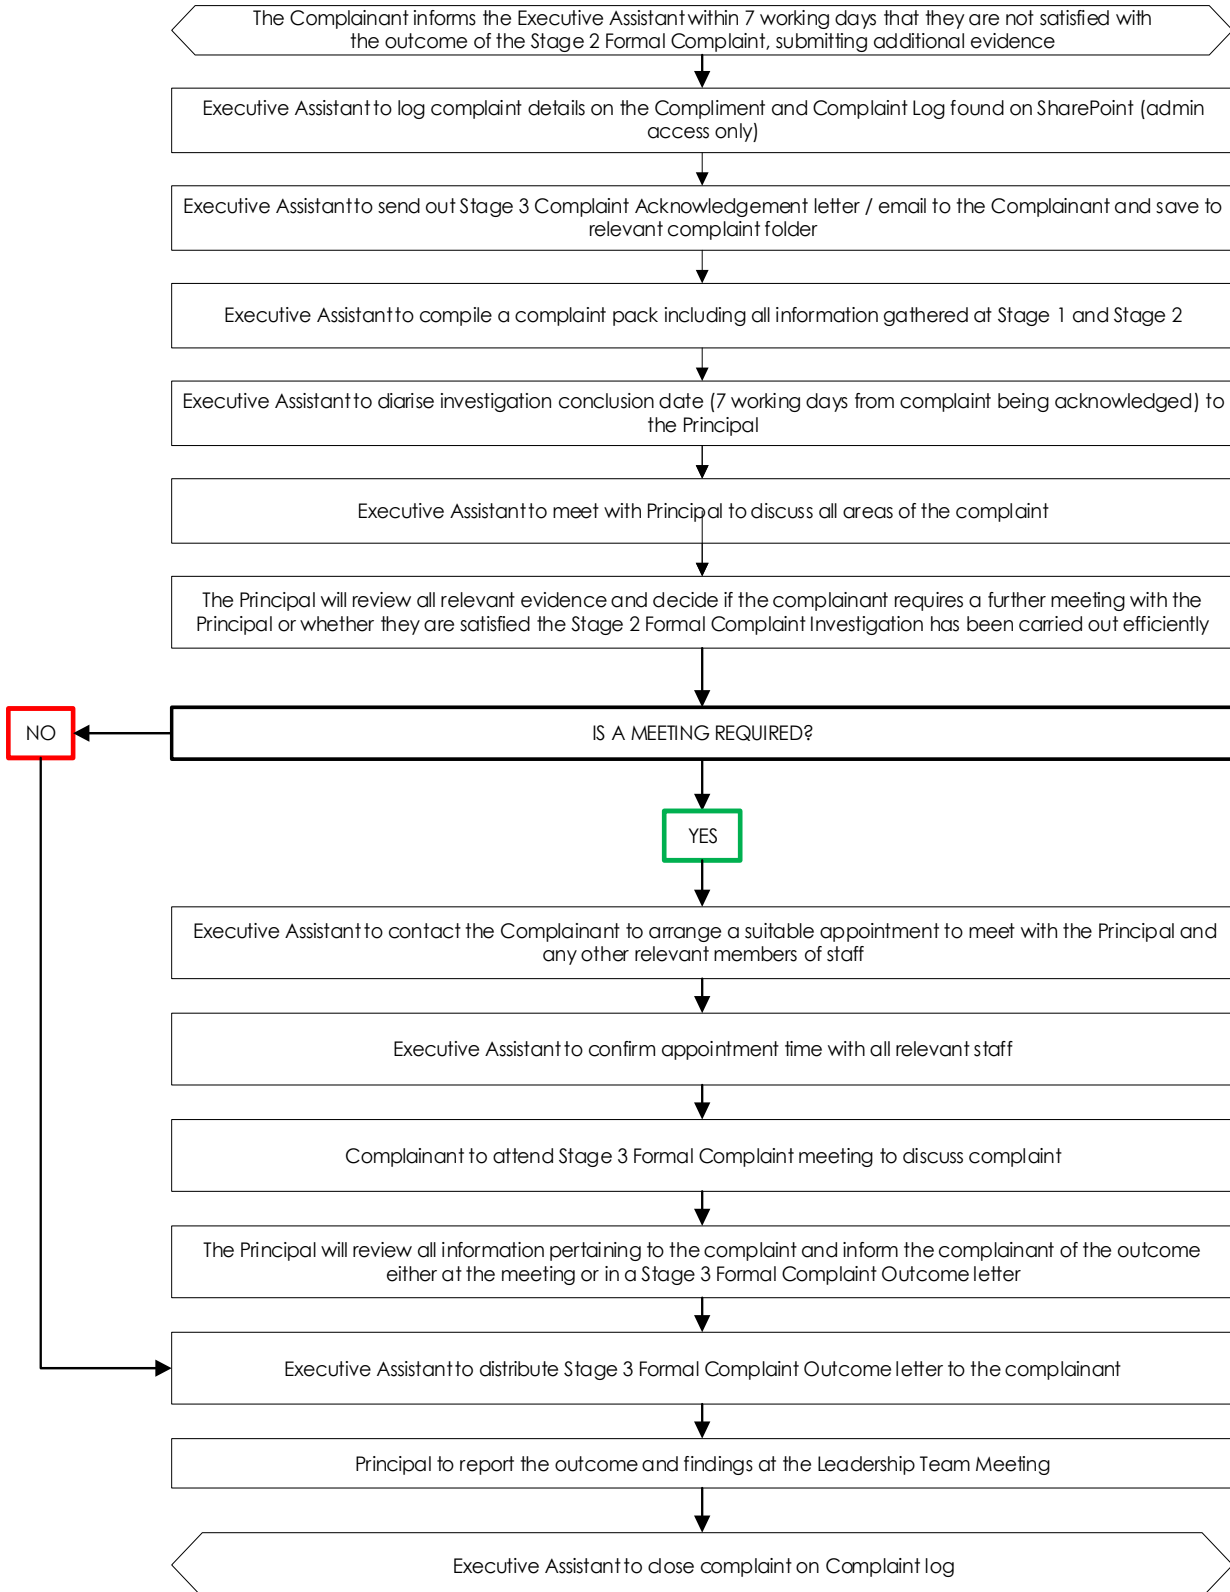 The Complainant informs the Executive Assistant within 7 working days that they are not satisfied with
the outcome of the Stage 2 Formal Complaint, submitting additional evidence
Executive Assistant to log complaint details on the Compliment and Complaint Log found on SharePoint (admin
access only)
Executive Assistant to send out Stage 3 Complaint Acknowledgement letter / email to the Complainant and save to
relevant complaint folder
Executive Assistant to compile a complaint pack including all information gathered at Stage 1 and Stage 2
Executive Assistant to diarise investigation conclusion date (7 working days from complaint being acknowledged) to
the Principal
Executive Assistant to meet with Principal to discuss all areas of the complaint
The Principal will review all relevant evidence and decide if the complainant requires a further meeting with the
Principal or whether they are satisfied the Stage 2 Formal Complaint Investigation has been carried out efficiently
NO
IS A MEETING REQUIRED?
YES
Executive Assistant to contact the Complainant to arrange a suitable appointment to meet with the Principal and
any other relevant members of staff
Executive Assistant to confirm appointment time with all relevant staff
Complainant to attend Stage 3 Formal Complaint meeting to discuss complaint
The Principal will review all information pertaining to the complaint and inform the complainant of the outcome
either at the meeting or in a Stage 3 Formal Complaint Outcome letter
Executive Assistant to distribute Stage 3 Formal Complaint Outcome letter to the complainant
Principal to report the outcome and findings at the Leadership Team Meeting
Executive Assistant to close complaint on Complaint log